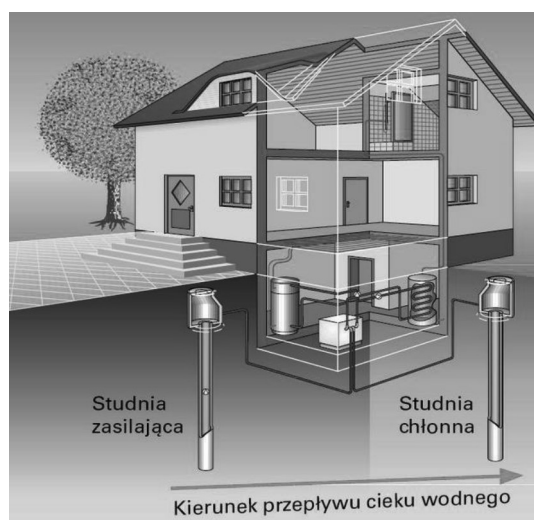 Studnia
zasilająca
Studnia
chłonna
Kierunek przepływu cieku wodnego